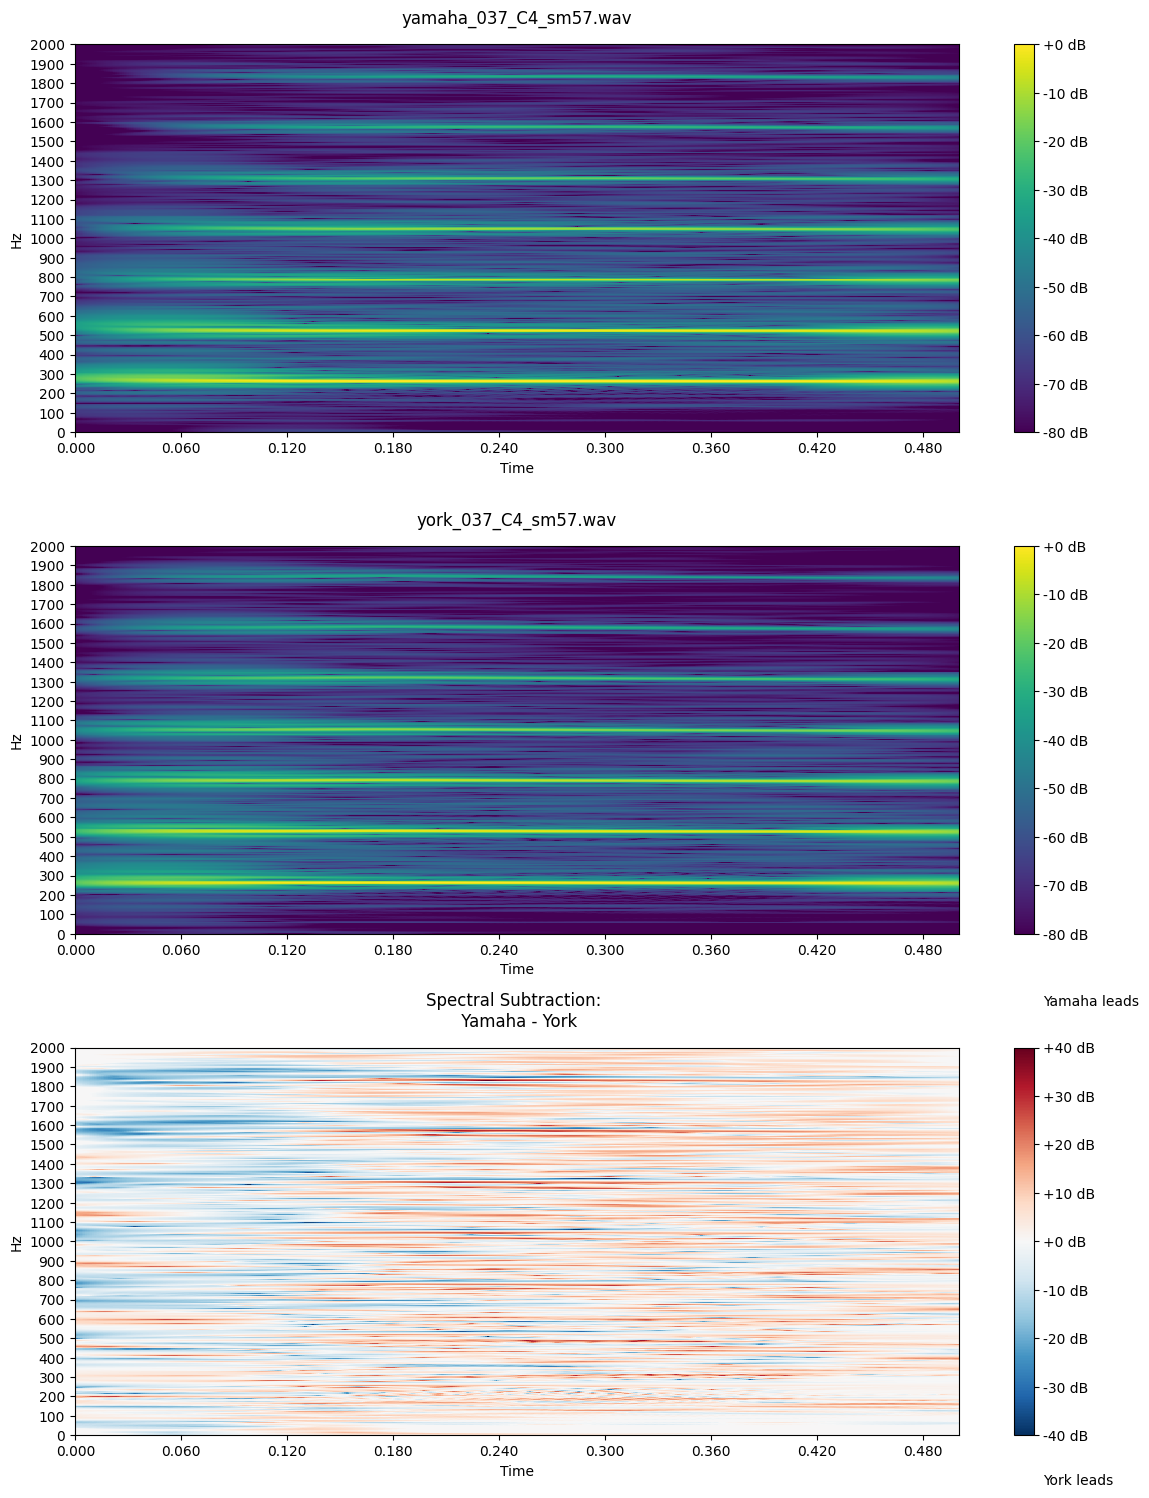 yamaha_037_C4_sm57.wav
2000
1900
1800
1700
1600
1500
1400
1300
1200
1100
1000
900
800
700
600
500
400
300
200
100
0
Hz
0.000 0.060 0.120 0.180 0.240 0.300 0.360 0.420 0.480
Time
+0 dB
-10 dB
-20 dB
-30 dB
-40 dB
-50 dB
-60 dB
-70 dB
-80 dB
york_037_C4_sm57.wav
2000
1900
1800
1700
1600
1500
1400
1300
1200
1100
1000
900
800
700
600
500
400
300
200
100
0
Hz
0.000 0.060 0.120 0.180 0.240 0.300 0.360 0.420 0.480
Time
+0 dB
-10 dB
-20 dB
-30 dB
-40 dB
-50 dB
-60 dB
-70 dB
-80 dB
Spectral Subtraction:
Yamaha - York
2000
1900
1800
1700
1600
1500
1400
1300
1200
1100
1000
900
800
700
600
500
400
300
200
100
0
Hz
0.000 0.060 0.120 0.180 0.240 0.300 0.360 0.420 0.480
Time
Yamaha leads
+40 dB
+30 dB
+20 dB
+10 dB
+0 dB
-10 dB
-20 dB
-30 dB
-40 dB
York leads